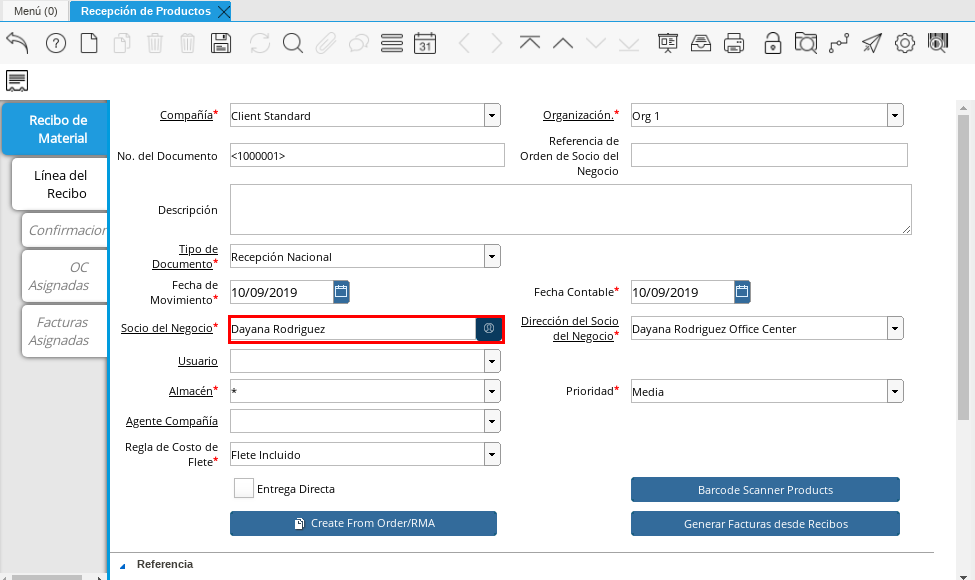 Menú (0)
Recepción de Productos
31
Recibo de
Material
Línea del
Recibo
Confirmacion
OC
Asignadas
Facturas
Asignadas
Compañía* Client Standard
Organización.* Org 1
No. del Documento <1000001>
Referencia de
Orden de Socio del
Negocio
Descripción
Tipo de
Documento* Recepción Nacional
Fecha de
Movimiento* 10/09/2019
Fecha Contable* 10/09/2019
Socio del Negocio* Dayana Rodriguez
Dirección del Socio
del Negocio* Dayana Rodriguez Office Center
Usuario
Almacén* *
Prioridad* Media
Agente Compañía
Regla de Costo de
Flete* Flete Incluido
Entrega Directa
Barcode Scanner Products
Create From Order/RMA
Generar Facturas desde Recibos
Referencia